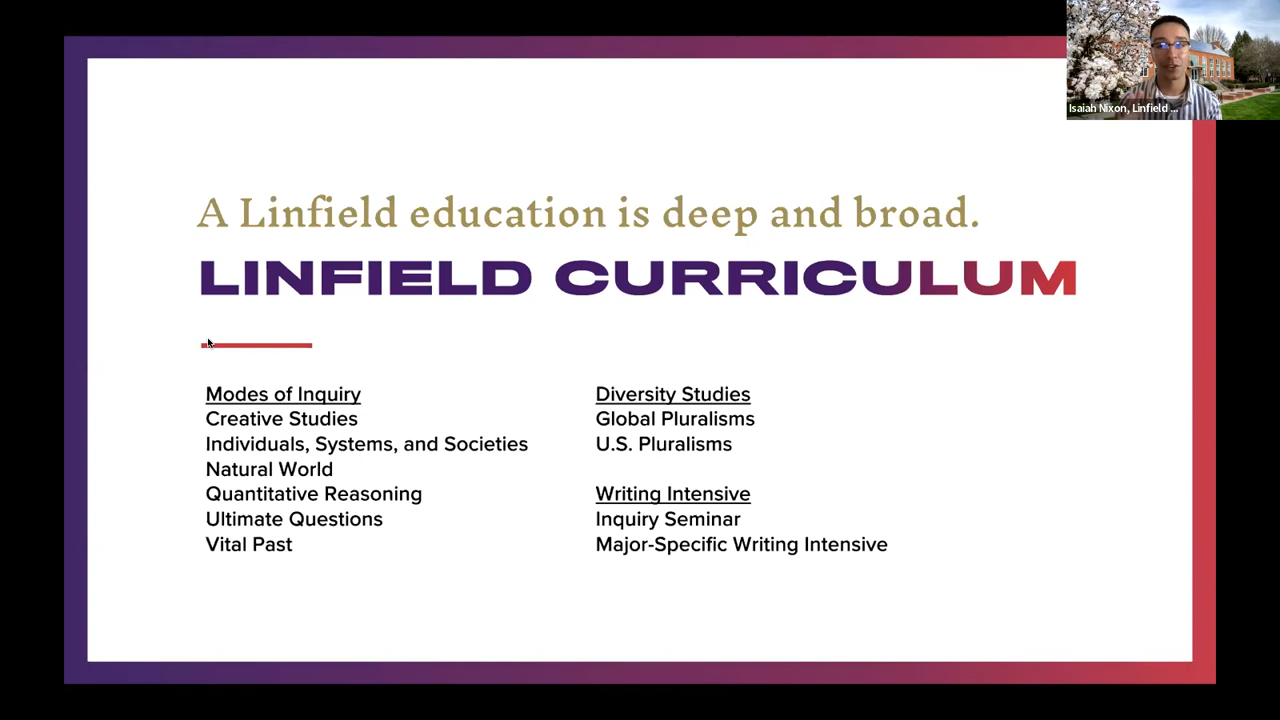 Isaiah Nixon, Linfield ...
A Linfield education is deep and broad.
LINFIELD CURRICULUM
Modes of Inquiry
Creative Studies
Individuals, Systems, and Societies
Natural World
Quantitative Reasoning
Ultimate Questions
Vital Past
Diversity Studies
Global Pluralisms
U.S. Pluralisms
Writing Intensive
Inquiry Seminar
Major-Specific Writing Intensive